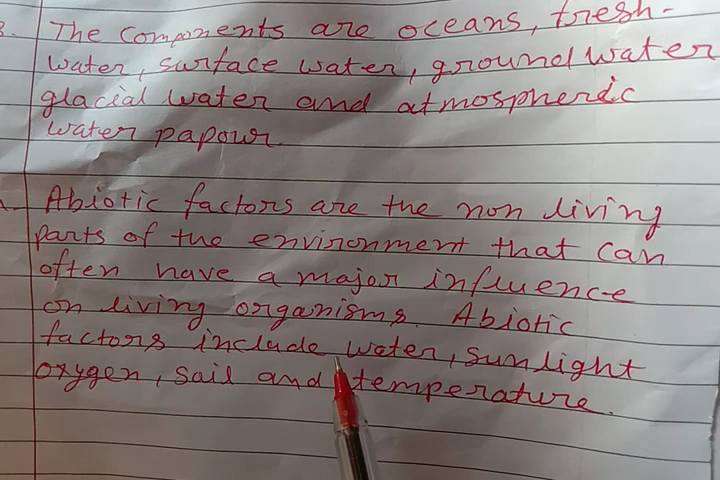 3. The components are oceans, fresh-
water, surface water, ground water
glacial water and atmospheric
water papour.
Abiotic factors are the non living
parts of the environment that can
often have a major influence
on living organisms. Abiotic
factors include water, sunlight
oxygen, sail and temperature.